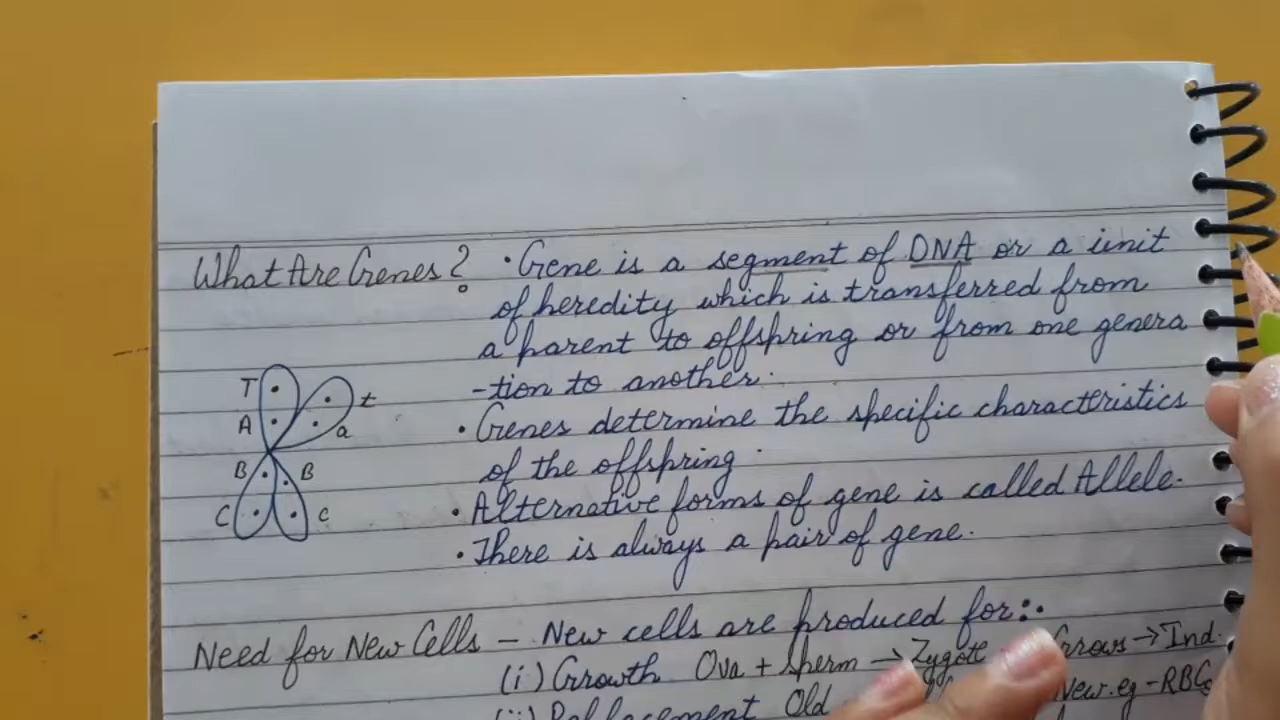 What Are Genes? • Gene is a segment of DNA or a unit
of heredity which is transferred from
a parent to offspring or from one genera
-tion to another.
• Genes determine the specific characteristics
of the offspring.
• Alternative forms of gene is called Allele.
• There is always a pair of gene.
T t
A a
B B
C C
Need for New Cells – New cells are produced for:.
(i) Growth Ova + Sperm → Zygote Grows → Ind.
Old New. eg - RBCs